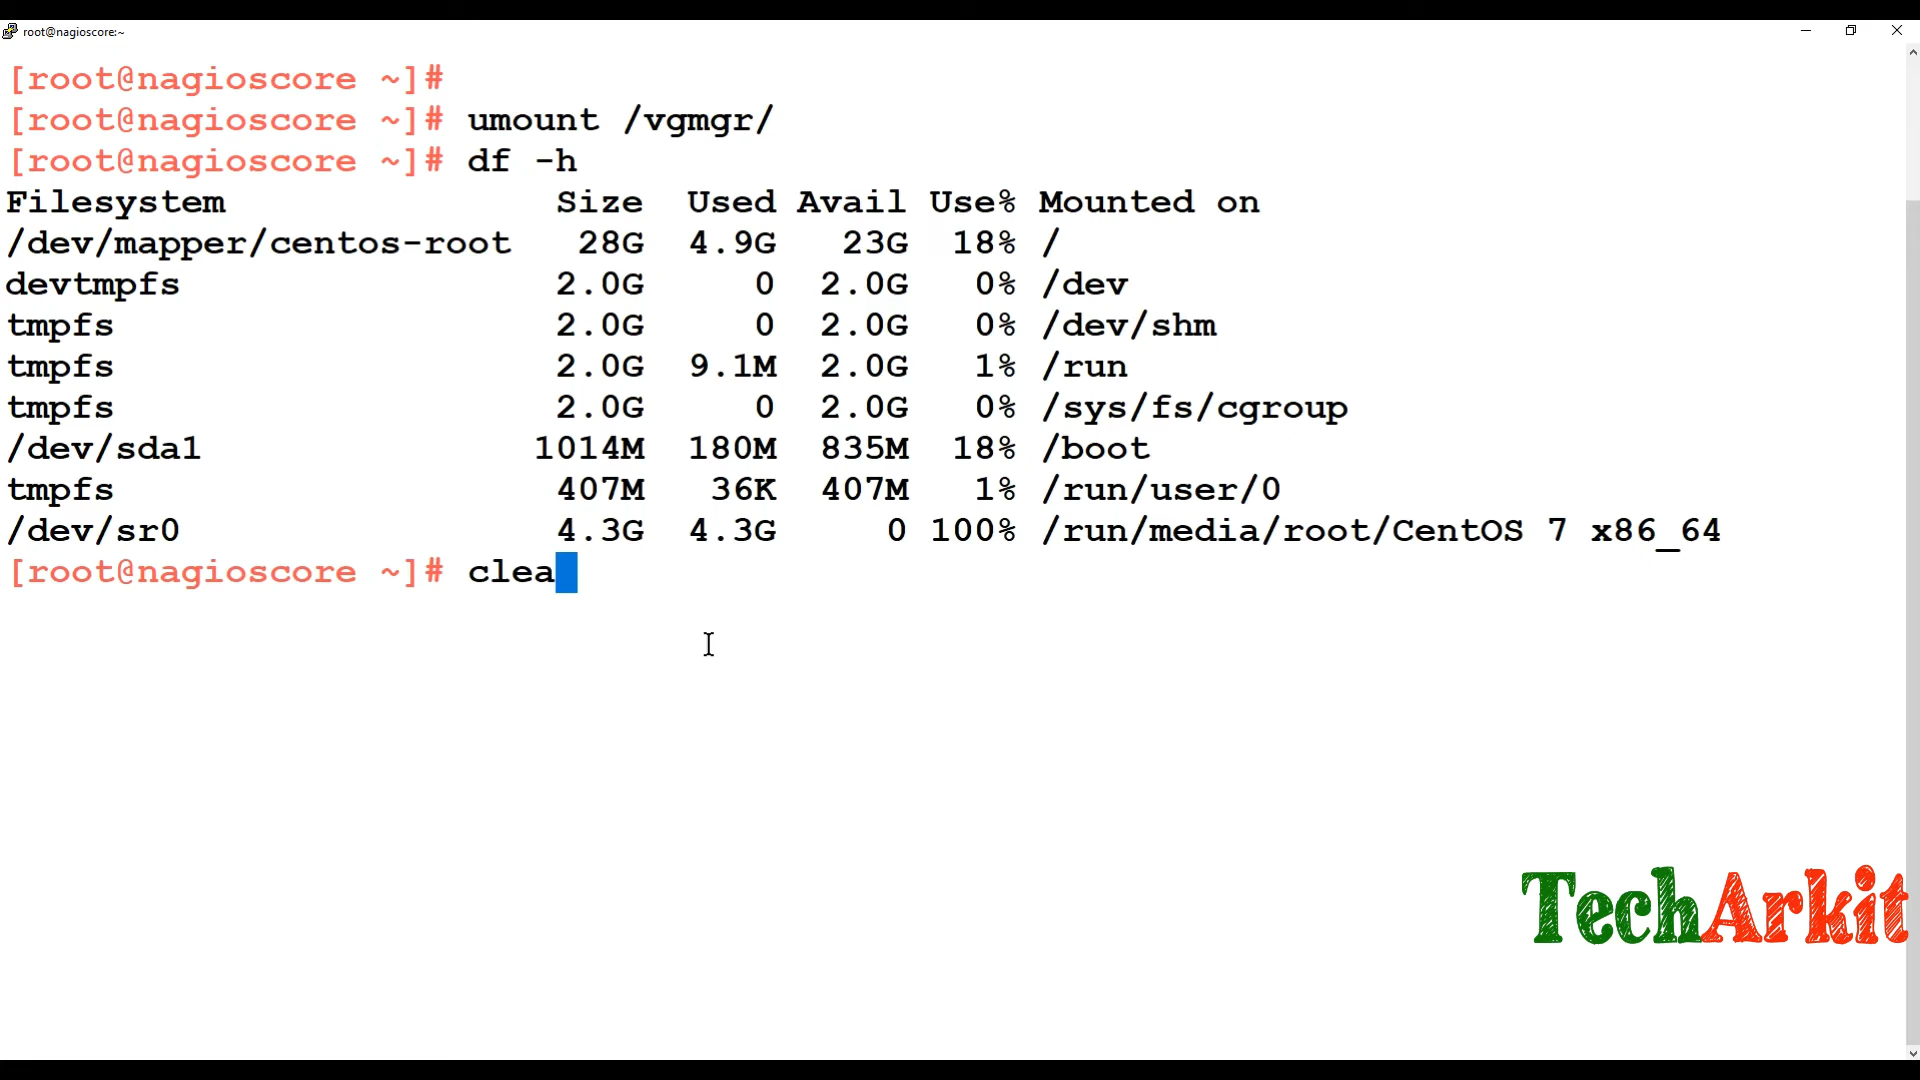 root@nagioscore:~
[root@nagioscore ~]#
[root@nagioscore ~]# umount /vgmgr/
[root@nagioscore ~]# df -h
Filesystem Size Used Avail Use% Mounted on
/dev/mapper/centos-root 28G 4.9G 23G 18% /
devtmpfs 2.0G 0 2.0G 0% /dev
tmpfs 2.0G 0 2.0G 0% /dev/shm
tmpfs 2.0G 9.1M 2.0G 1% /run
tmpfs 2.0G 0 2.0G 0% /sys/fs/cgroup
/dev/sda1 1014M 180M 835M 18% /boot
tmpfs 407M 36K 407M 1% /run/user/0
/dev/sr0 4.3G 4.3G 0 100% /run/media/root/CentOS 7 x86_64
[root@nagioscore ~]# clea
TechArkit